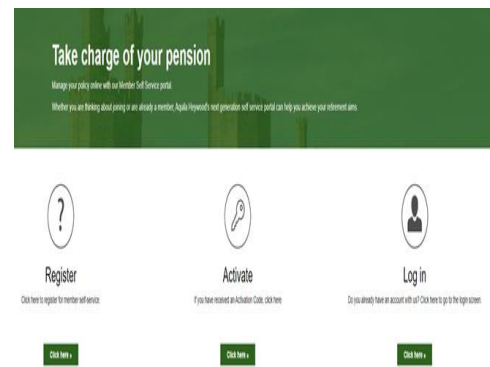 Take charge of your pension
Manage your policy online with our Member Self Service portal.
Whether you are thinking about joining or are already a member, Aquila Heywood's next generation self service portal can help you achieve your retirement aims.
?
Register
Activate
Log in
Click here to register for member self-service.
If you have received an Activation Code, click here
Do you already have an account with us? Click here to go to the login screen
Click here »
Click here »
Click here »